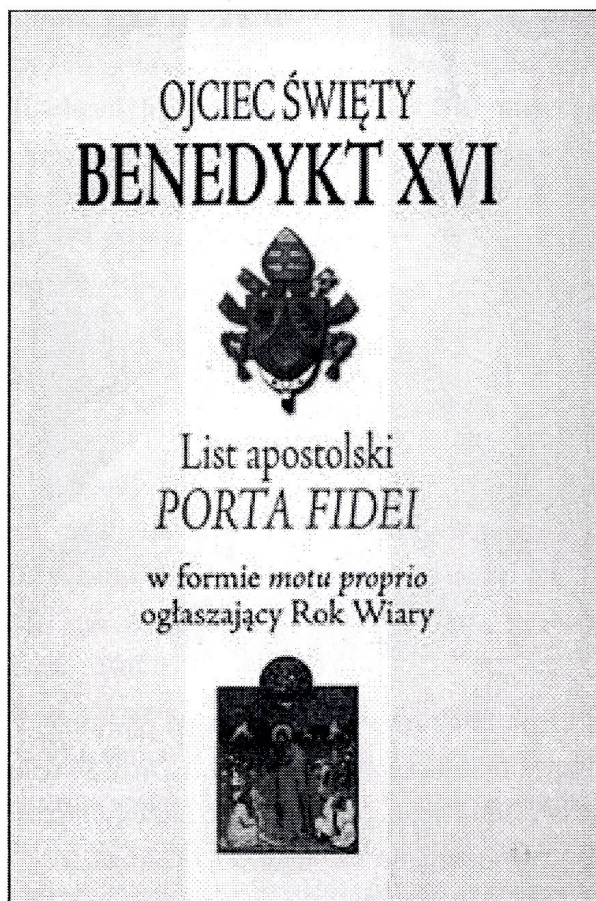 OJCIEC ŚWIĘTY
BENEDYKT XVI
List apostolski
PORTA FIDEI
w formie motu proprio
ogłaszający Rok Wiary